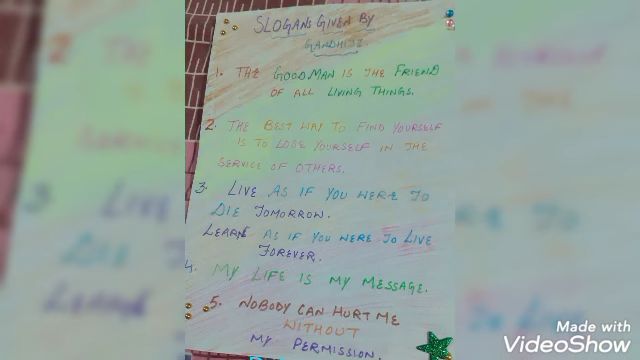 SLOGANS GIVEN BY
GANDHIJI.
1. THE GOOD MAN IS THE FRIEND
OF ALL LIVING THINGS.
2. THE BEST WAY TO FIND YOURSELF
IS TO LOSE YOURSELF IN THE
SERVICE OF OTHERS.
3. LIVE AS IF YOU WERE TO
DIE TOMORROW.
LEARN AS IF YOU WERE TO LIVE
FOREVER.
4. MY LIFE IS MY MESSAGE.
5. NOBODY CAN HURT ME
WITHOUT
MY PERMISSION.
Made with
VideoShow